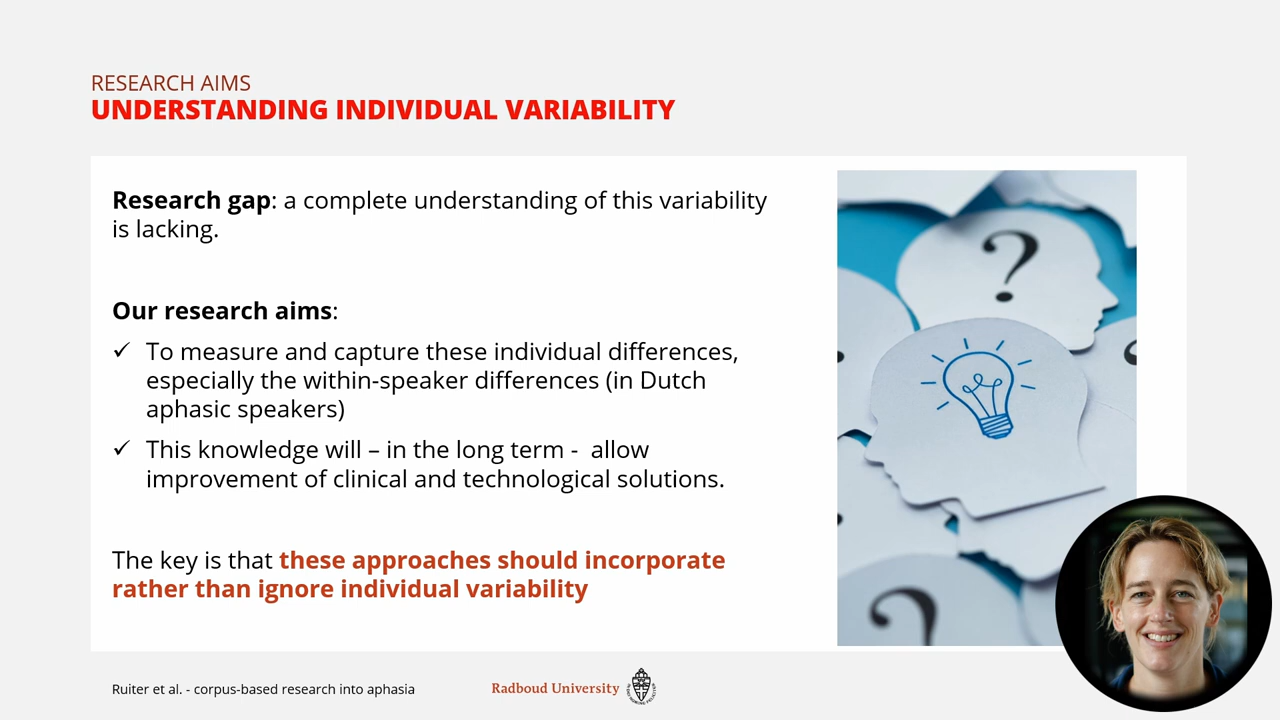 RESEARCH AIMS
UNDERSTANDING INDIVIDUAL VARIABILITY
Research gap: a complete understanding of this variability
is lacking.
Our research aims:
✓ To measure and capture these individual differences,
especially the within-speaker differences (in Dutch
aphasic speakers)
✓ This knowledge will – in the long term - allow
improvement of clinical and technological solutions.
The key is that these approaches should incorporate
rather than ignore individual variability
?
?
Ruiter et al. - corpus-based research into aphasia
Radboud University